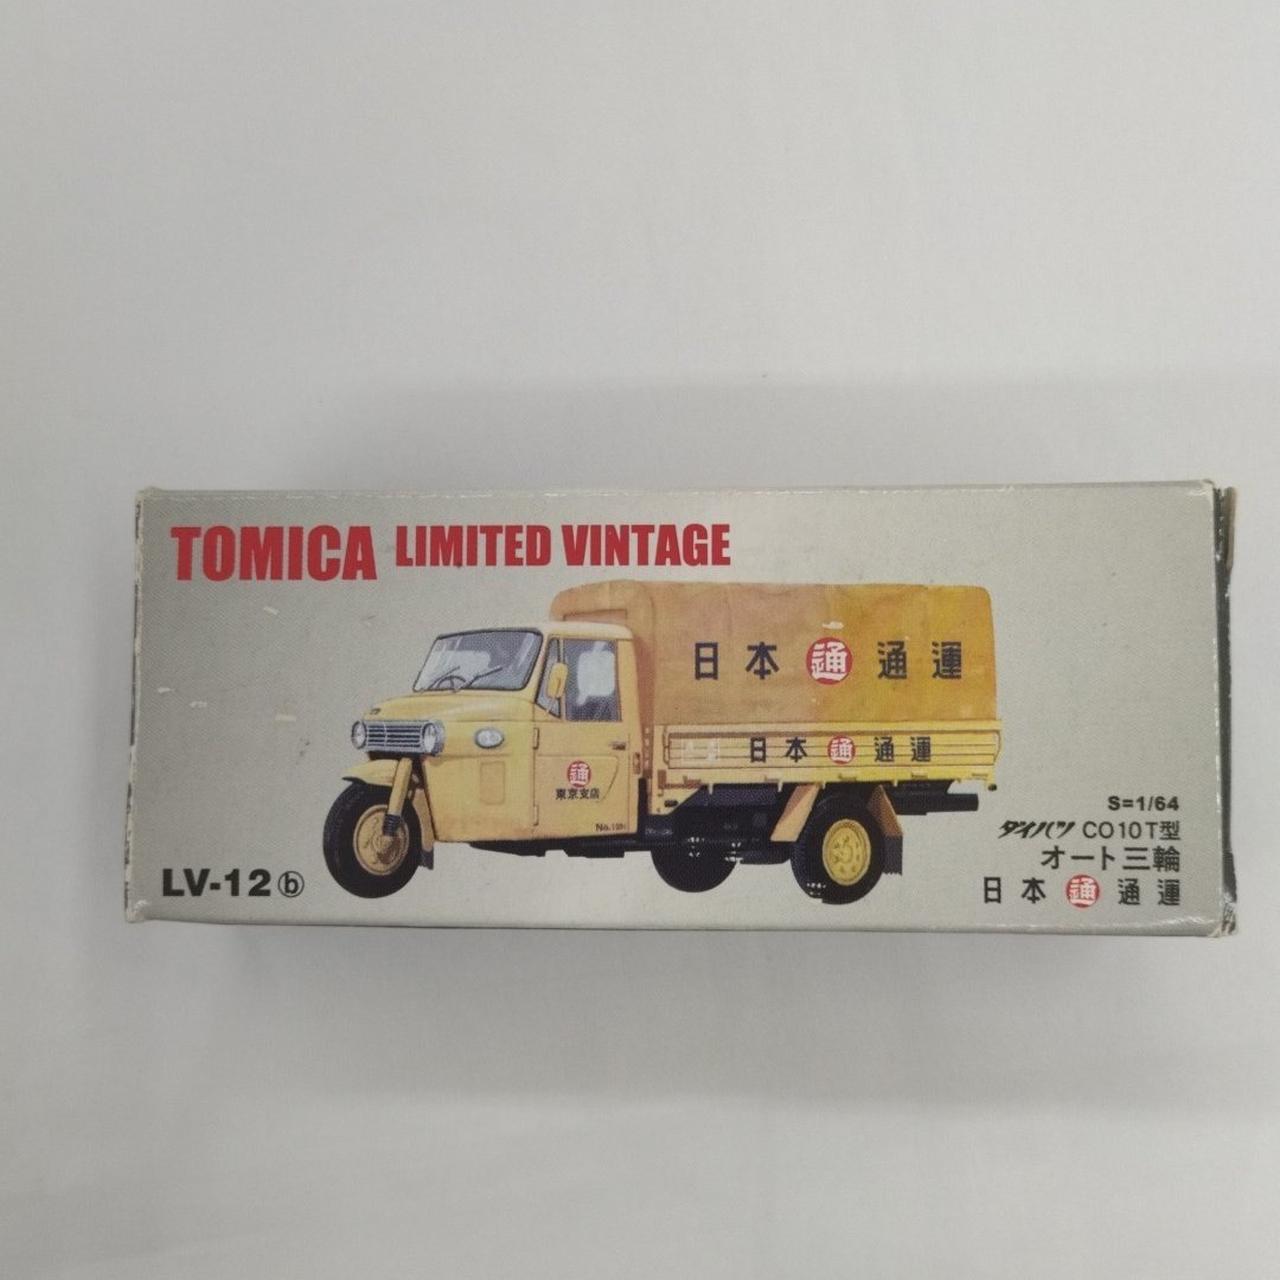 TOMICA LIMITED VINTAGE
日本 通 通運
日本 通 通運
通
東京支店
S=1/64
ダイハツ CO10T型
オート三輪
日本 通 通運
LV-12 ⓑ